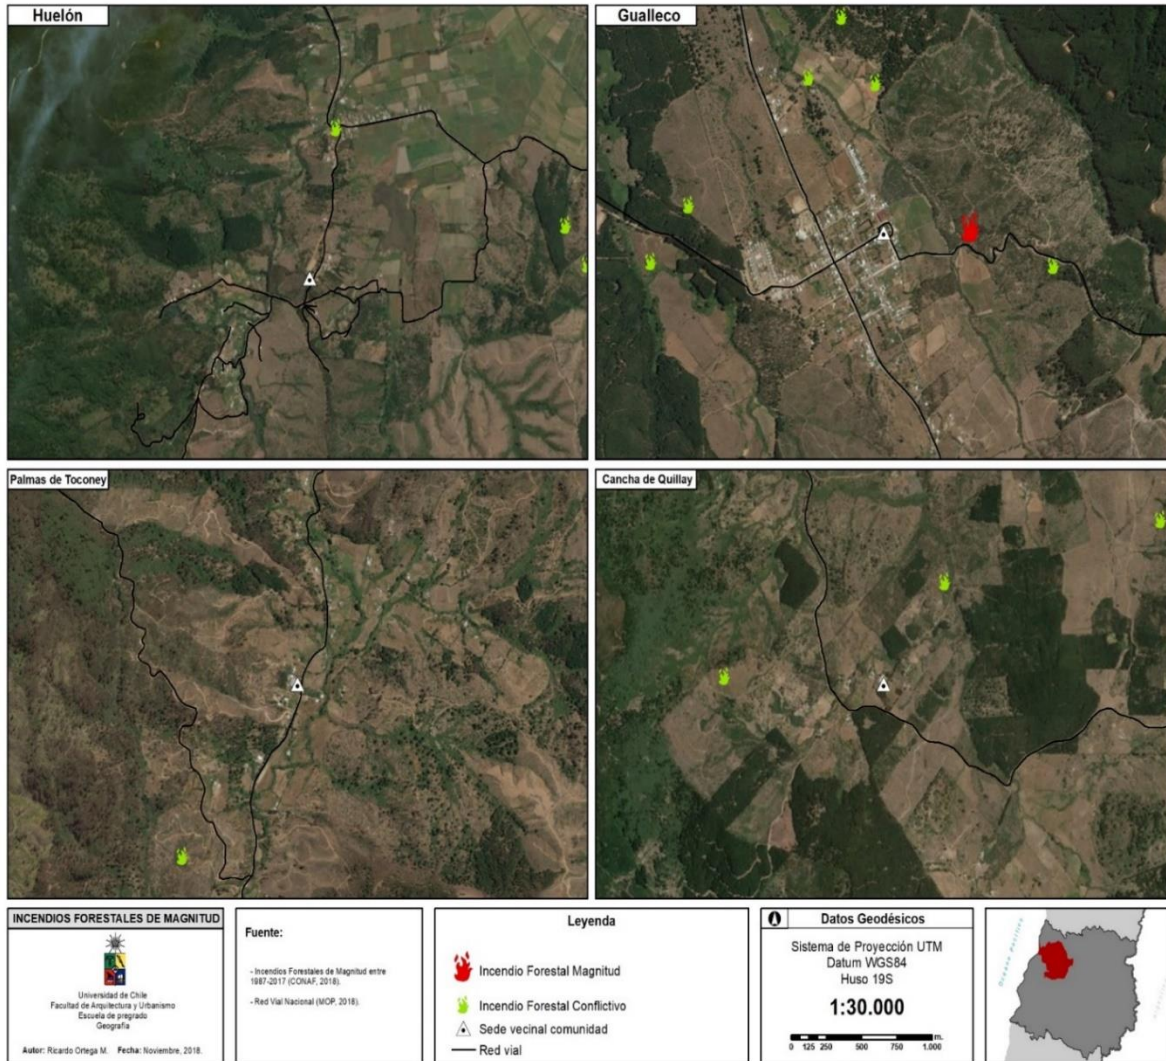 Huelón
Gualleco
Palmas de Toconey
Cancha de Quillay
INCENDIOS FORESTALES DE MAGNITUD
Universidad de Chile
Facultad de Arquitectura y Urbanismo
Escuela de pregrado
Geografía
Autor: Ricardo Ortega M. Fecha: Noviembre, 2018.
Fuente:
- Incendios Forestales de Magnitud entre
1987-2017 (CONAF, 2018).
- Red Vial Nacional (MOP, 2018).
Leyenda
Incendio Forestal Magnitud
Incendio Forestal Conflictivo
Sede vecinal comunidad
Red vial
Datos Geodésicos
Sistema de Proyección UTM
Datum WGS84
Huso 19S
1:30.000
0 125 250 500 750 1.000 m.
Océano Pacífico